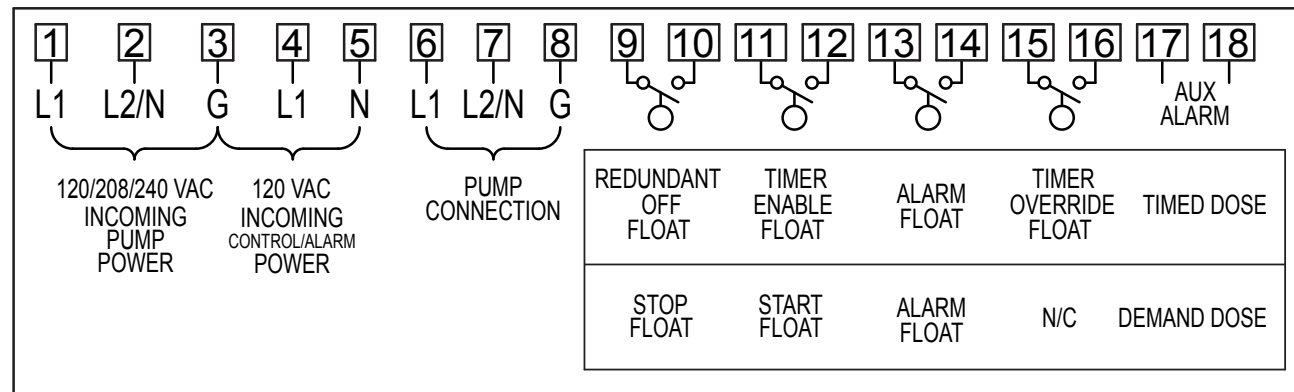 1 2 3 4 5 6 7 8 9 10 11 12 13 14 15 16 17 18
L1 L2/N G L1 N L1 L2/N G
AUX
ALARM
120/208/240 VAC
INCOMING
PUMP
POWER
120 VAC
INCOMING
CONTROL/ALARM
POWER
PUMP
CONNECTION
REDUNDANT
OFF
FLOAT
TIMER
ENABLE
FLOAT
ALARM
FLOAT
TIMER
OVERRIDE
FLOAT
TIMED DOSE
STOP
FLOAT
START
FLOAT
ALARM
FLOAT
N/C
DEMAND DOSE